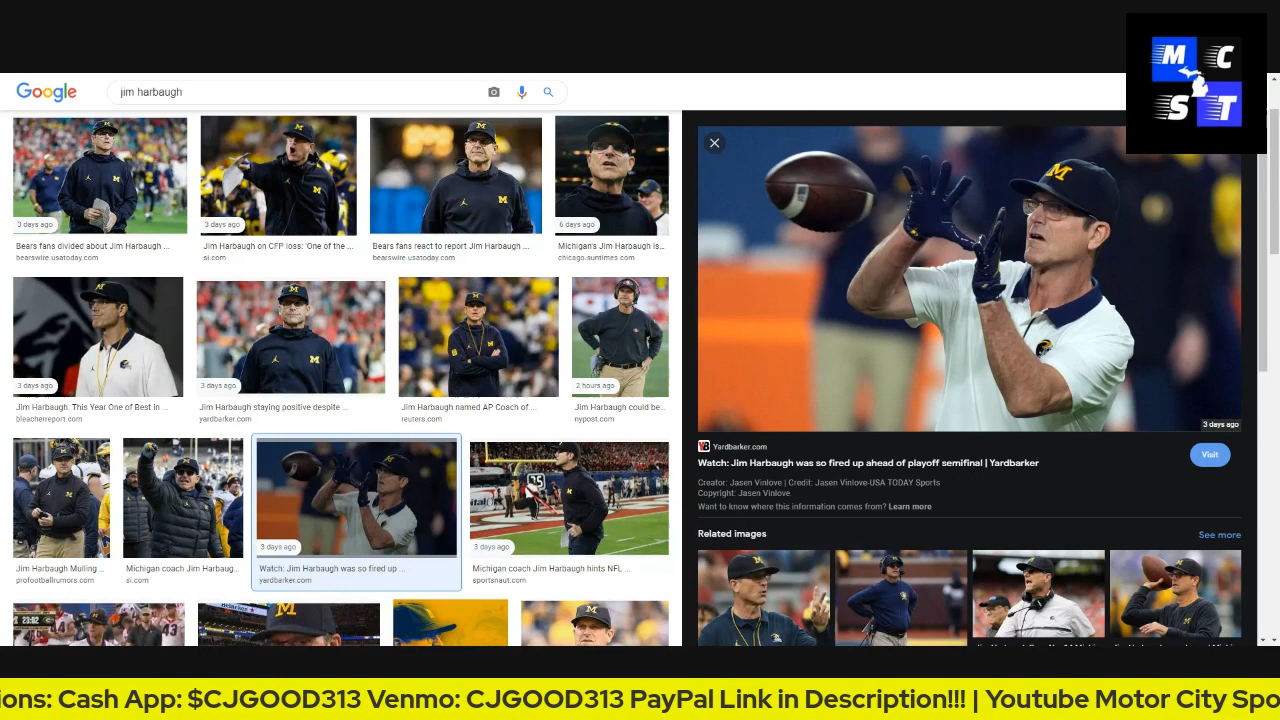 M C
S T
Google
jim harbaugh
3 days ago
3 days ago
6 days ago
Bears fans divided about Jim Harbaugh ...
bearswire.usatoday.com
Jim Harbaugh on CFP loss: 'One of the ...
si.com
Bears fans react to report Jim Harbaugh ...
bearswire.usatoday.com
Michigan's Jim Harbaugh is...
chicago.suntimes.com
3 days ago
3 days ago
2 hours ago
Jim Harbaugh: This Year One of Best in ...
bleacherreport.com
Jim Harbaugh staying positive despite ...
yardbarker.com
Jim Harbaugh named AP Coach of ...
reuters.com
Jim Harbaugh could be...
nypost.com
3 days ago
3 days ago
35
Jim Harbaugh Mulling ...
profootballrumors.com
Michigan coach Jim Harbaug...
si.com
Watch: Jim Harbaugh was so fired up ...
yardbarker.com
Michigan coach Jim Harbaugh hints NFL ...
sportsnaut.com
23:02
44
43
3 days ago
Yardbarker.com
Watch: Jim Harbaugh was so fired up ahead of playoff semifinal | Yardbarker
Visit
Creator: Jasen Vinlove | Credit: Jasen Vinlove-USA TODAY Sports
Copyright: Jasen Vinlove
Want to know where this information comes from? Learn more
Related images
See more
ions: Cash App: $CJGOOD313 Venmo: CJGOOD313 PayPal Link in Description!!! | Youtube Motor City Spo